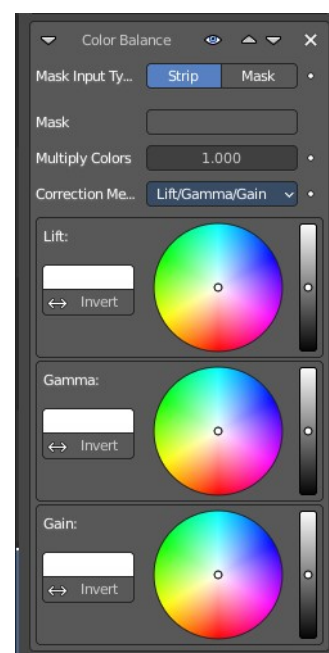 Color Balance
Mask Input Ty... Strip Mask
Mask
Multiply Colors 1.000
Correction Me... Lift/Gamma/Gain
Lift:
Invert
Gamma:
Invert
Gain:
Invert